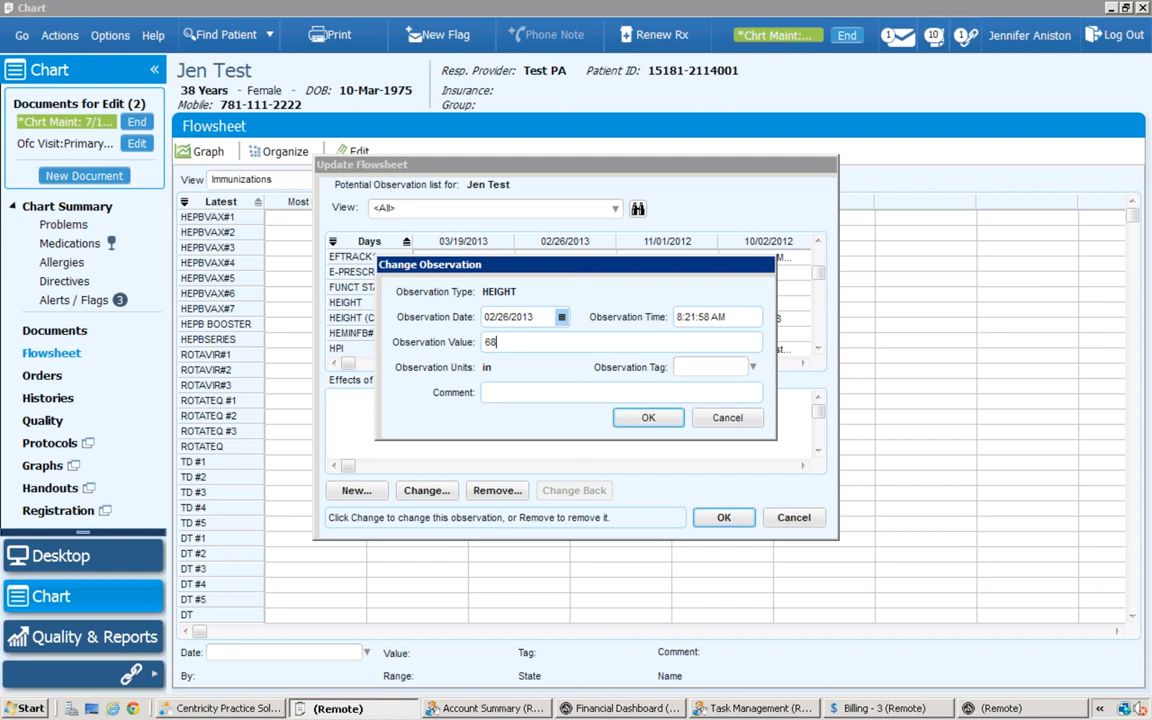 Chart
Go Actions Options Help Find Patient Print New Flag Phone Note Renew Rx *Chrt Maint:... End 1 10 1 Jennifer Aniston Log Out
Chart «
Jen Test Resp. Provider: Test PA Patient ID: 15181-2114001
38 Years - Female - DOB: 10-Mar-1975 Insurance:
Mobile: 781-111-2222 Group:
Documents for Edit (2)
*Chrt Maint: 7/1... End
Ofc Visit:Primary... Edit
New Document
Chart Summary
Problems
Medications
Allergies
Directives
Alerts / Flags 3
Documents
Flowsheet
Orders
Histories
Quality
Protocols
Graphs
Handouts
Registration
Desktop
Chart
Quality & Reports
Flowsheet
Graph Organize Edit
View Immunizations
Latest Most
HEPBVAX#1
HEPBVAX#2
HEPBVAX#3
HEPBVAX#4
HEPBVAX#5
HEPBVAX#6
HEPBVAX#7
HEPB BOOSTER
HEPBSERIES
ROTAVIR#1
ROTAVIR#2
ROTAVIR#3
ROTATEQ #1
ROTATEQ #2
ROTATEQ #3
ROTATEQ
TD #1
TD #2
TD #3
TD #4
TD #5
DT #1
DT #2
DT #3
DT #4
DT #5
DT
Update Flowsheet
Potential Observation list for: Jen Test
View: <All>
Days 03/19/2013 02/26/2013 11/01/2012 10/02/2012
EFTRACK
E-PRESCR
FUNCT STA
HEIGHT
HEIGHT (C
HEMINFB#
HPI
Effects of
Change Observation
Observation Type: HEIGHT
Observation Date: 02/26/2013 Observation Time: 8:21:58 AM
Observation Value: 68
Observation Units: in Observation Tag:
Comment:
OK Cancel
New... Change... Remove... Change Back
Click Change to change this observation, or Remove to remove it. OK Cancel
Date: Value: Tag: Comment:
By: Range: State Name
Start Centricity Practice Sol... (Remote) Account Summary (R... Financial Dashboard (... Task Management (R... Billing - 3 (Remote) (Remote) «